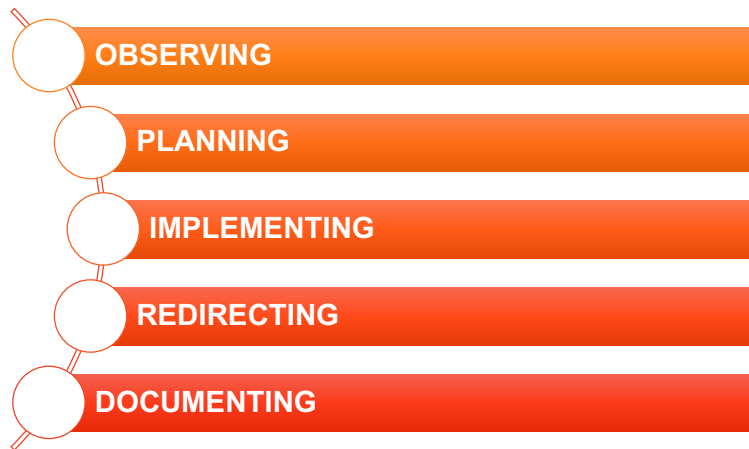 OBSERVING
PLANNING
IMPLEMENTING
REDIRECTING
DOCUMENTING